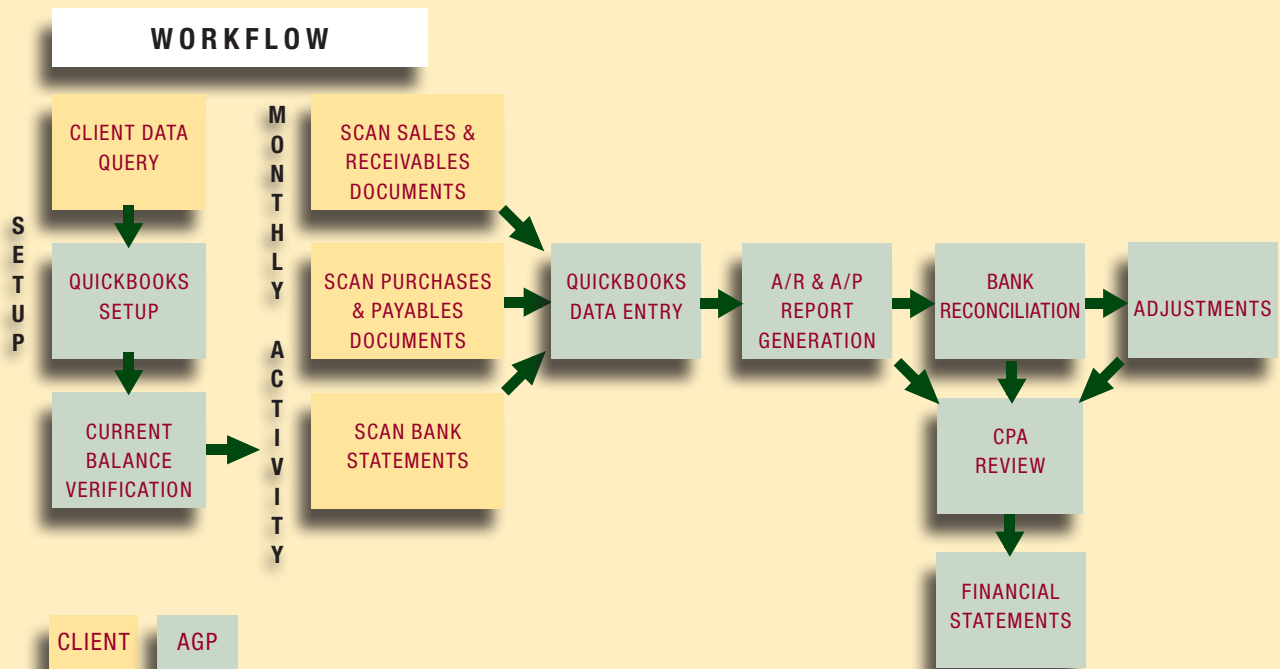 WORKFLOW
SETUP
CLIENT DATA
QUERY
QUICKBOOKS
SETUP
CURRENT
BALANCE
VERIFICATION
MONTHLY ACTIVITY
SCAN SALES &
RECEIVABLES
DOCUMENTS
SCAN PURCHASES
& PAYABLES
DOCUMENTS
SCAN BANK
STATEMENTS
QUICKBOOKS
DATA ENTRY
A/R & A/P
REPORT
GENERATION
BANK
RECONCILIATION
ADJUSTMENTS
CPA
REVIEW
FINANCIAL
STATEMENTS
CLIENT
AGP